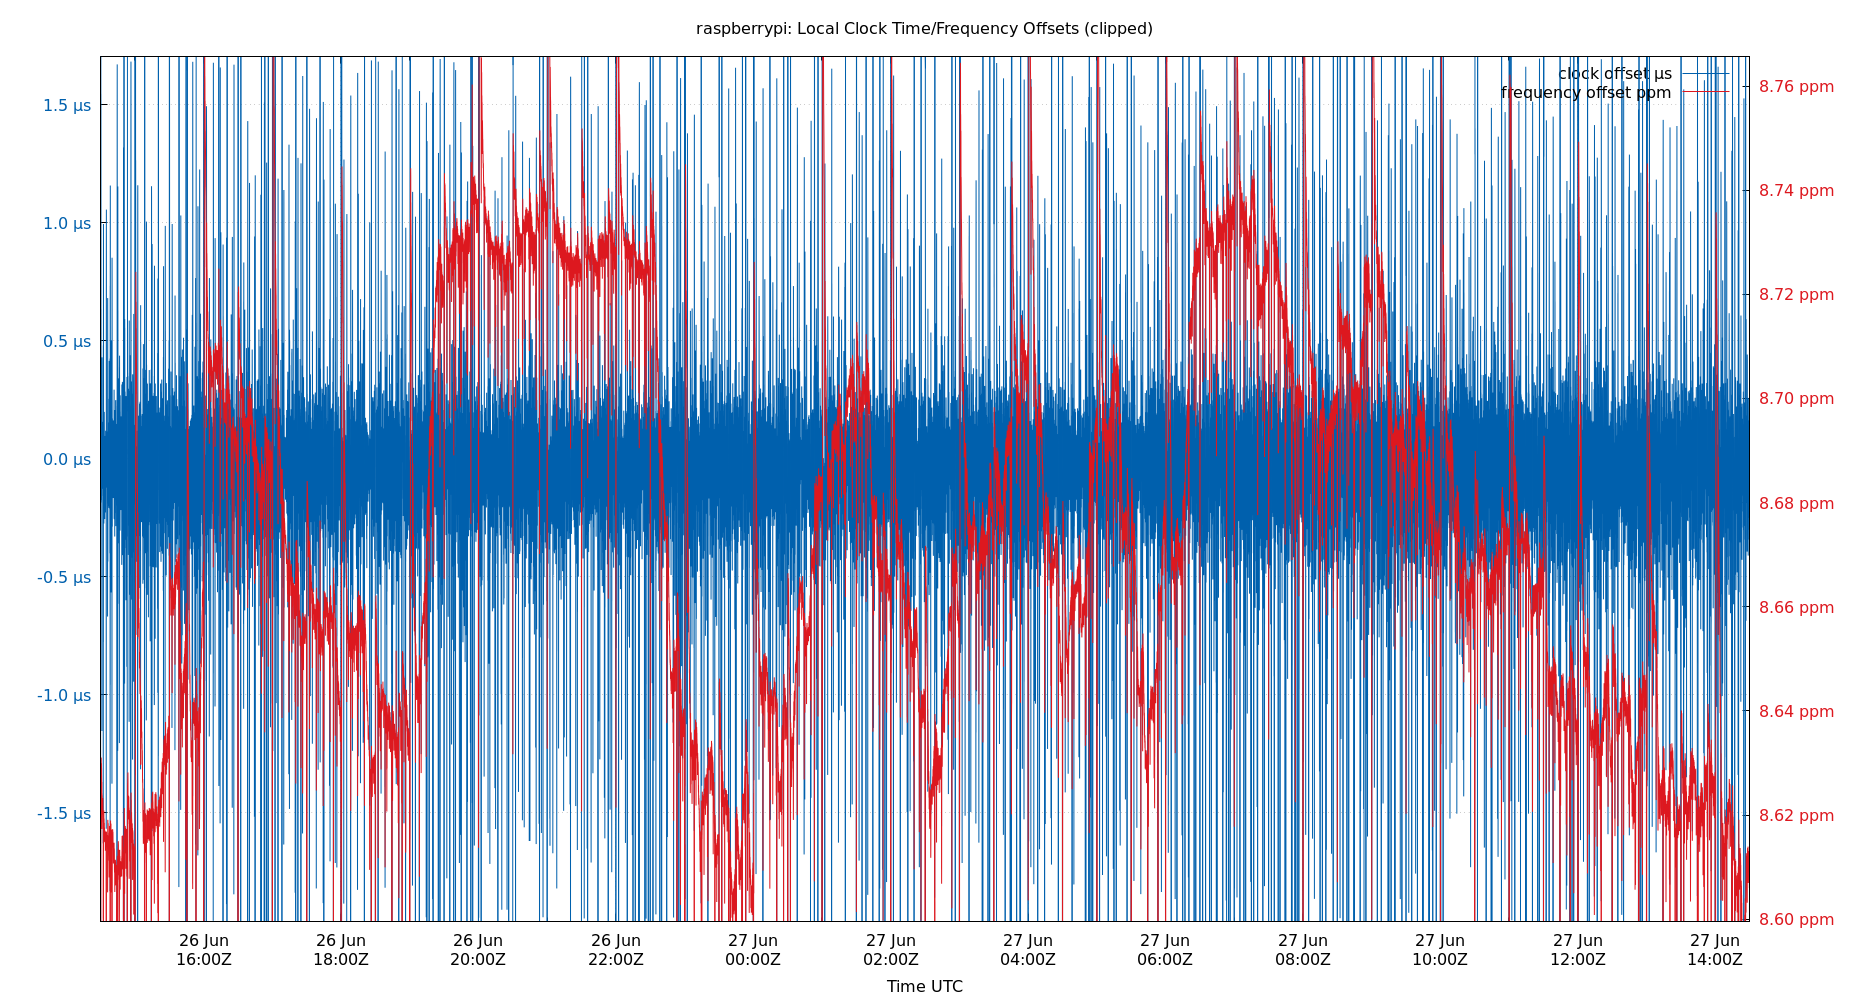 raspberrypi: Local Clock Time/Frequency Offsets (clipped)
clock offset µs
frequency offset ppm
1.5 µs
1.0 µs
0.5 µs
0.0 µs
-0.5 µs
-1.0 µs
-1.5 µs
8.76 ppm
8.74 ppm
8.72 ppm
8.70 ppm
8.68 ppm
8.66 ppm
8.64 ppm
8.62 ppm
8.60 ppm
26 Jun 26 Jun 26 Jun 26 Jun 27 Jun 27 Jun 27 Jun 27 Jun 27 Jun 27 Jun 27 Jun 27 Jun
16:00Z 18:00Z 20:00Z 22:00Z 00:00Z 02:00Z 04:00Z 06:00Z 08:00Z 10:00Z 12:00Z 14:00Z
Time UTC